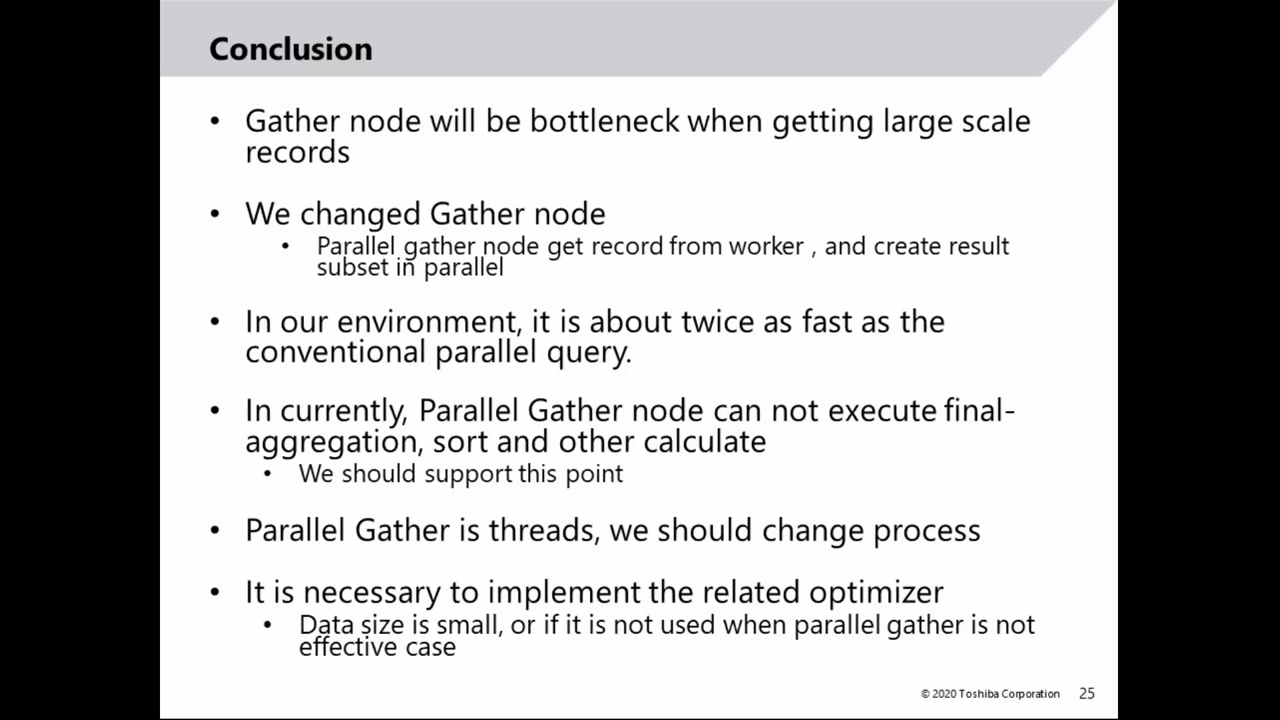 Conclusion
• Gather node will be bottleneck when getting large scale
records
• We changed Gather node
• Parallel gather node get record from worker , and create result
subset in parallel
• In our environment, it is about twice as fast as the
conventional parallel query.
• In currently, Parallel Gather node can not execute final-
aggregation, sort and other calculate
• We should support this point
• Parallel Gather is threads, we should change process
• It is necessary to implement the related optimizer
• Data size is small, or if it is not used when parallel gather is not
effective case
© 2020 Toshiba Corporation 25